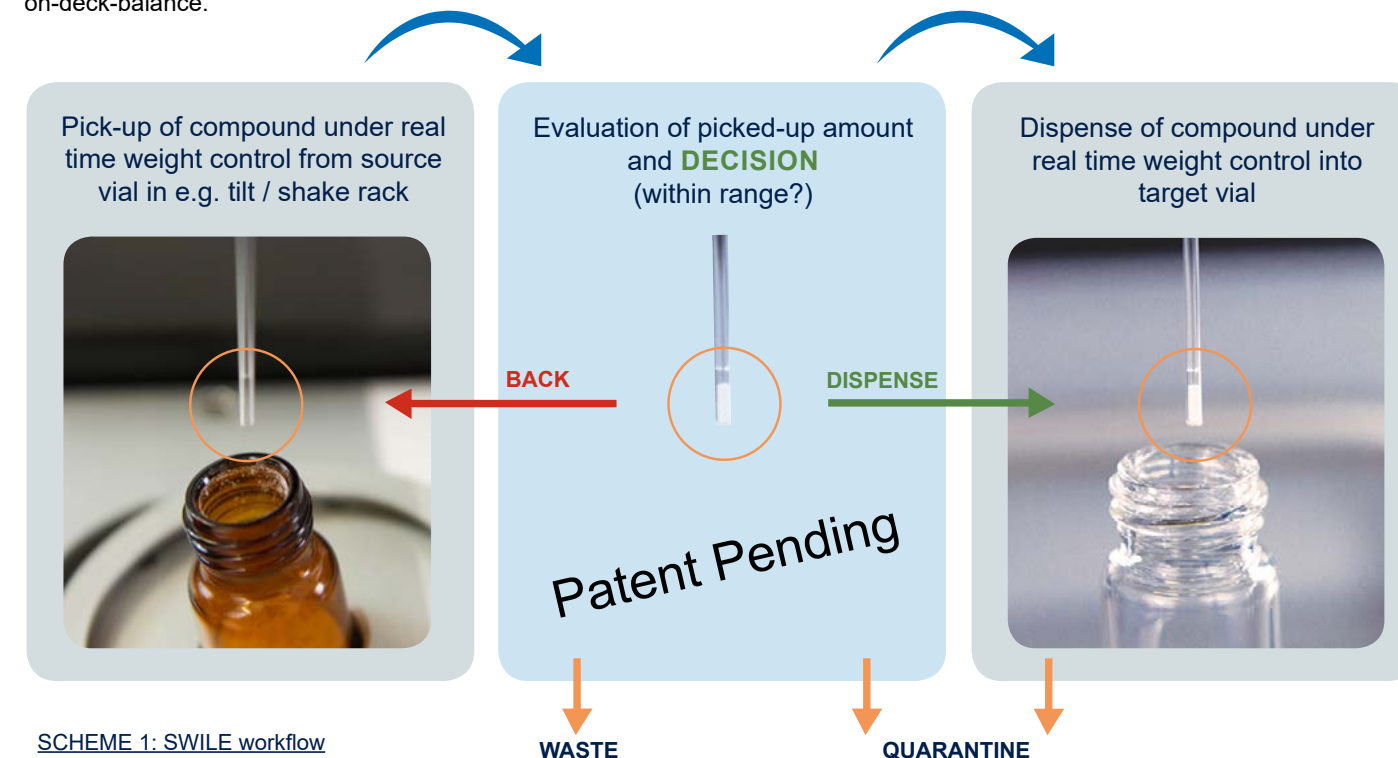 on-deck-balance.
Pick-up of compound under real
time weight control from source
vial in e.g. tilt / shake rack
Evaluation of picked-up amount
and DECISION
(within range?)
Dispense of compound under
real time weight control into
target vial
BACK
DISPENSE
Patent Pending
SCHEME 1: SWILE workflow
WASTE
QUARANTINE